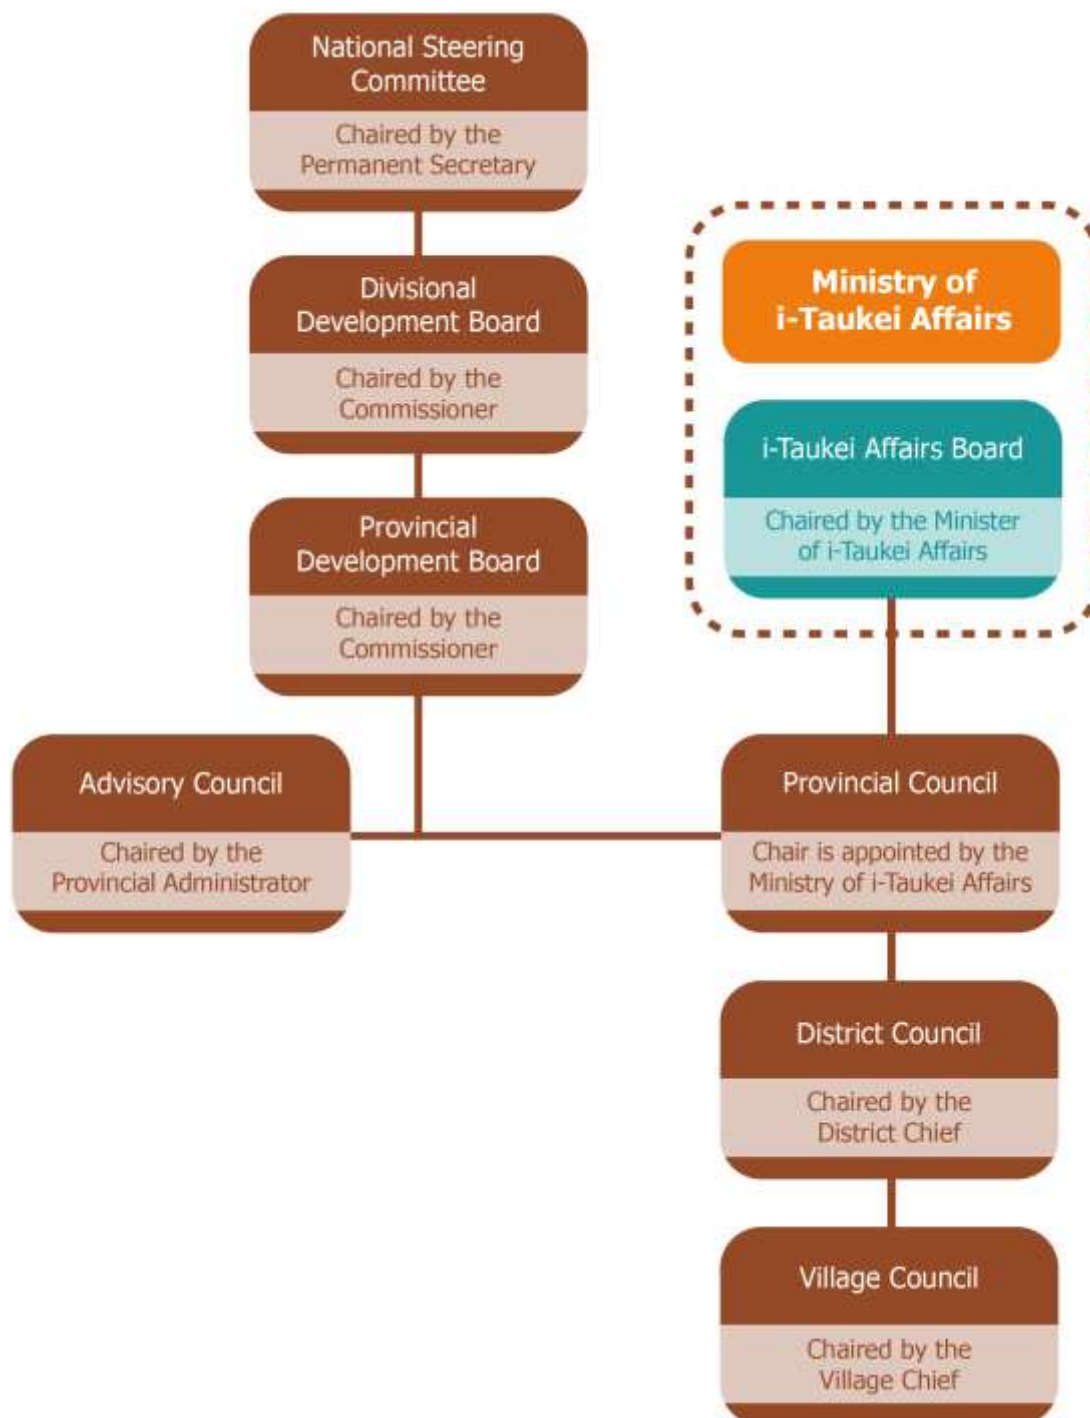 National Steering
Committee
Chaired by the
Permanent Secretary
Divisional
Development Board
Chaired by the
Commissioner
Provincial
Development Board
Chaired by the
Commissioner
Ministry of
i-Taukei Affairs
i-Taukei Affairs Board
Chaired by the Minister
of i-Taukei Affairs
Advisory Council
Chaired by the
Provincial Administrator
Provincial Council
Chair is appointed by the
Ministry of i-Taukei Affairs
District Council
Chaired by the
District Chief
Village Council
Chaired by the
Village Chief